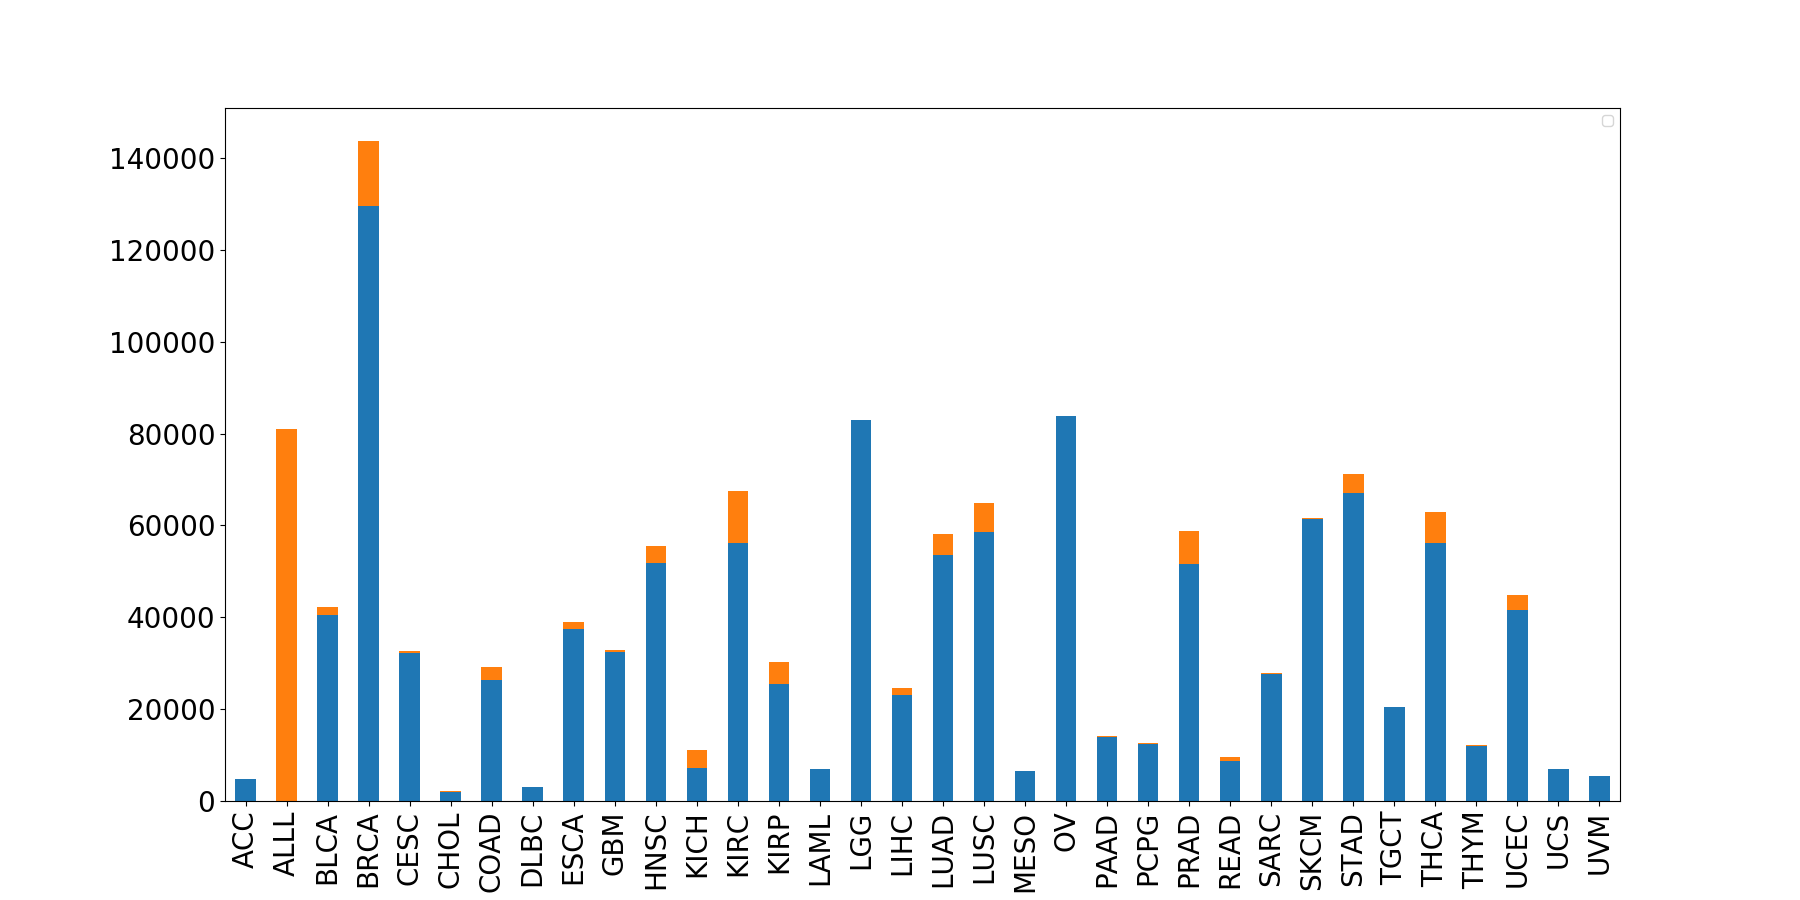 140000
120000
100000
80000
60000
40000
20000
0
ACC
ALLL
BLCA
BRCA
CESC
CHOL
COAD
DLBC
ESCA
GBM
HNSC
KICH
KIRC
KIRP
LAML
LGG
LIHC
LUAD
LUSC
MESO
OV
PAAD
PCPG
PRAD
READ
SARC
SKCM
STAD
TGCT
THCA
THYM
UCEC
UCS
UVM